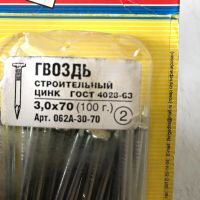 ГВОЗДЬ
СТРОИТЕЛЬНЫЙ
ЦИНК ГОСТ 4028-63
3,0х70 (100 г.)
Арт. 062А-30-70
2